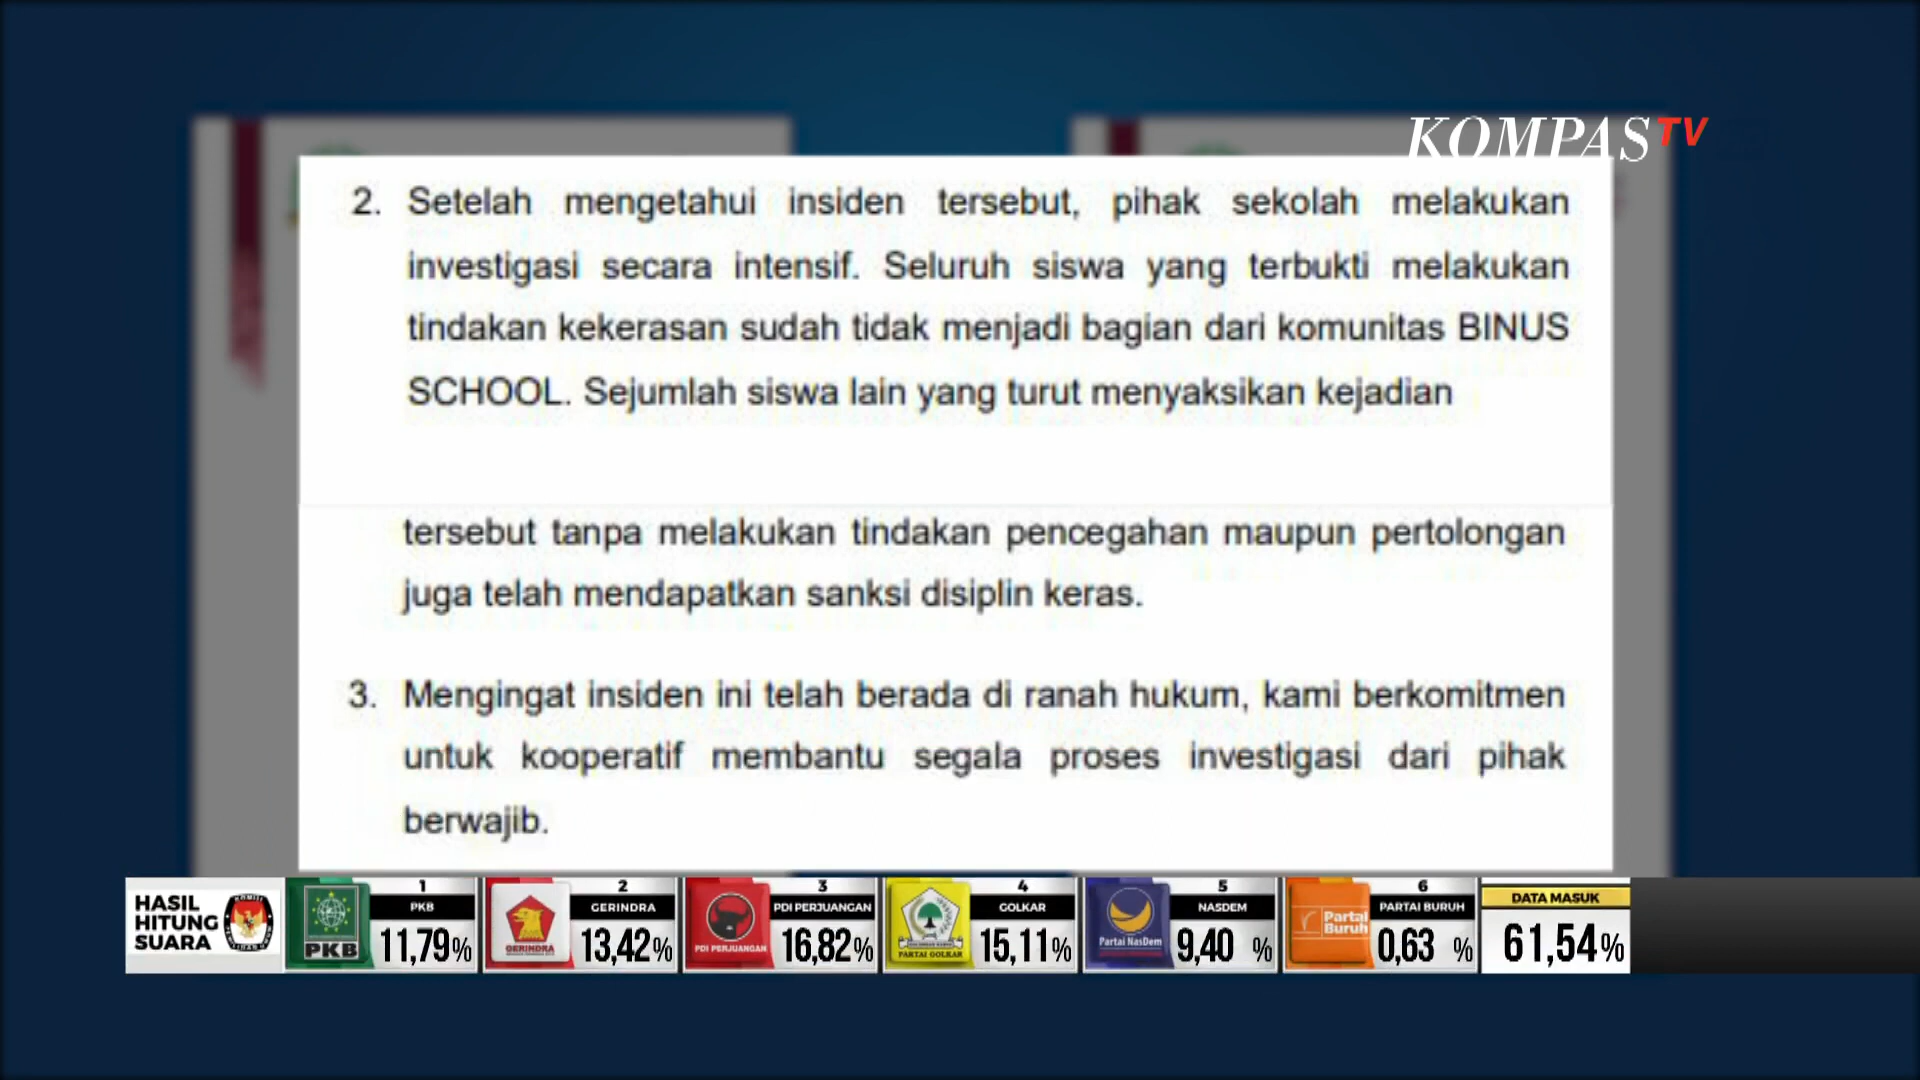 KOMPAS TV
2. Setelah mengetahui insiden tersebut, pihak sekolah melakukan
investigasi secara intensif. Seluruh siswa yang terbukti melakukan
tindakan kekerasan sudah tidak menjadi bagian dari komunitas BINUS
SCHOOL. Sejumlah siswa lain yang turut menyaksikan kejadian
tersebut tanpa melakukan tindakan pencegahan maupun pertolongan
juga telah mendapatkan sanksi disiplin keras.
3. Mengingat insiden ini telah berada di ranah hukum, kami berkomitmen
untuk kooperatif membantu segala proses investigasi dari pihak
berwajib.
HASIL
HITUNG
SUARA
PKB
1
PKB
11,79%
GERINDRA
2
GERINDRA
13,42%
PDI PERJUANGAN
3
PDI PERJUANGAN
16,82%
PARTAI GOLKAR
4
GOLKAR
15,11%
Partai NasDem
5
NASDEM
9,40 %
Partai
Buruh
6
PARTAI BURUH
0,63 %
DATA MASUK
61,54%